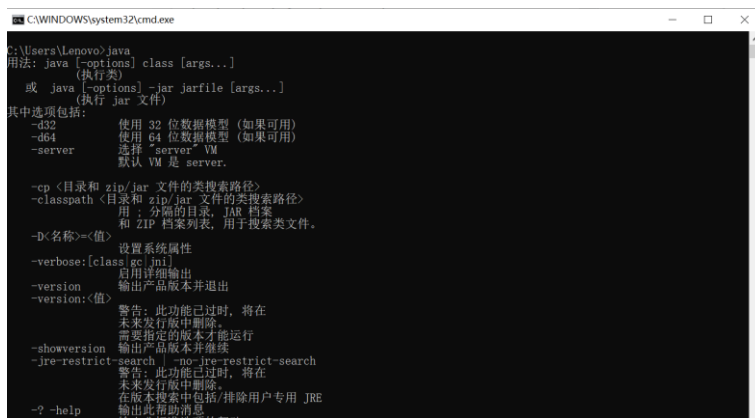 C:\WINDOWS\system32\cmd.exe
C:\Users\Lenovo>java
用法: java [-options] class [args...]
(执行类)
或 java [-options] -jar jarfile [args...]
(执行 jar 文件)
其中选项包括:
-d32 使用 32 位数据模型 (如果可用)
-d64 使用 64 位数据模型 (如果可用)
-server 选择 "server" VM
默认 VM 是 server.
-cp <目录和 zip/jar 文件的类搜索路径>
-classpath <目录和 zip/jar 文件的类搜索路径>
用 ; 分隔的目录, JAR 档案
和 ZIP 档案列表, 用于搜索类文件。
-D<名称>=<值>
设置系统属性
-verbose:[class|gc|jni]
启用详细输出
-version 输出产品版本并退出
-version:<值>
警告: 此功能已过时, 将在
未来发行版中删除。
需要指定的版本才能运行
-showversion 输出产品版本并继续
-jre-restrict-search | -no-jre-restrict-search
警告: 此功能已过时, 将在
未来发行版中删除。
在版本搜索中包括/排除用户专用 JRE
-? -help 输出此帮助消息